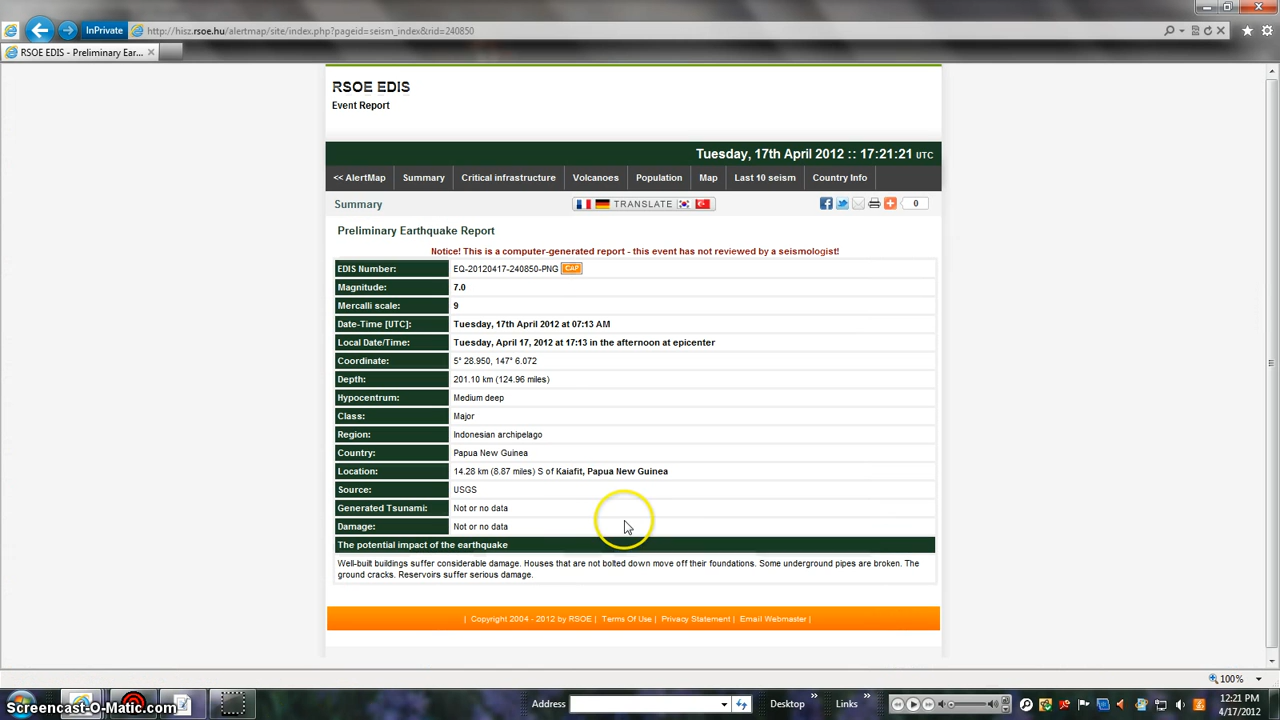 InPrivate
http://hisz.rsoe.hu/alertmap/site/index.php?pageid=seism_index&rid=240850
RSOE EDIS - Preliminary Ear...
RSOE EDIS
Event Report
Tuesday, 17th April 2012 :: 17:21:21 UTC
<< AlertMap Summary Critical infrastructure Volcanoes Population Map Last 10 seism Country Info
Summary TRANSLATE 0
Preliminary Earthquake Report
Notice! This is a computer-generated report - this event has not reviewed by a seismologist!
EDIS Number: EQ-20120417-240850-PNG CAP
Magnitude: 7.0
Mercalli scale: 9
Date-Time [UTC]: Tuesday, 17th April 2012 at 07:13 AM
Local Date/Time: Tuesday, April 17, 2012 at 17:13 in the afternoon at epicenter
Coordinate: 5° 28.950, 147° 6.072
Depth: 201.10 km (124.96 miles)
Hypocentrum: Medium deep
Class: Major
Region: Indonesian archipelago
Country: Papua New Guinea
Location: 14.28 km (8.87 miles) S of Kaiafit, Papua New Guinea
Source: USGS
Generated Tsunami: Not or no data
Damage: Not or no data
The potential impact of the earthquake
Well-built buildings suffer considerable damage. Houses that are not bolted down move off their foundations. Some underground pipes are broken. The
ground cracks. Reservoirs suffer serious damage.
| Copyright 2004 - 2012 by RSOE | Terms Of Use | Privacy Statement | Email Webmaster |
100%
Address Desktop Links 12:21 PM
4/17/2012
Screencast-O-Matic.com